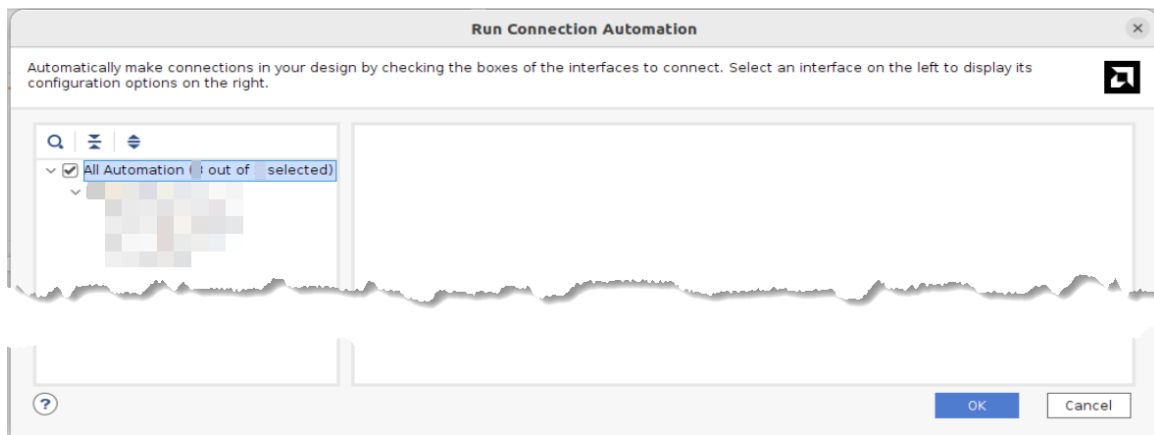 Run Connection Automation
Automatically make connections in your design by checking the boxes of the interfaces to connect. Select an interface on the left to display its
configuration options on the right.
All Automation ( out of selected)
?
OK
Cancel